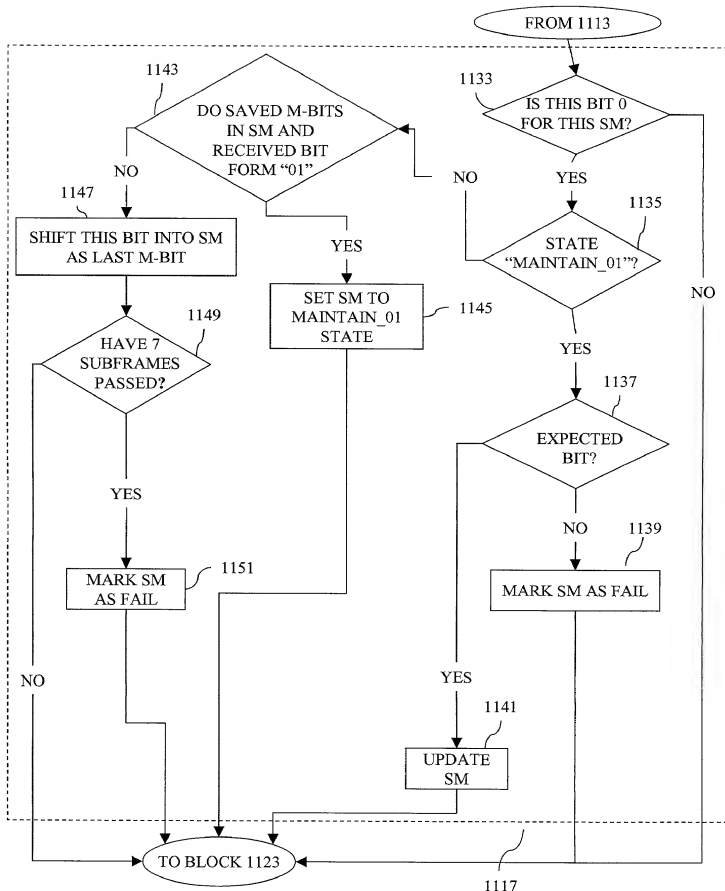 FROM 1113
1143
1133
IS THIS BIT 0
FOR THIS SM?
DO SAVED M-BITS
IN SM AND
RECEIVED BIT
FORM “01”
NO
YES
NO
1147
1135
SHIFT THIS BIT INTO SM
AS LAST M-BIT
YES
STATE
“MAINTAIN_01”?
NO
SET SM TO
MAINTAIN_01
STATE
1145
1149
HAVE 7
SUBFRAMES
PASSED?
YES
1137
EXPECTED
BIT?
YES
NO
1139
1151
MARK SM
AS FAIL
MARK SM AS FAIL
NO
YES
1141
UPDATE
SM
TO BLOCK 1123
1117